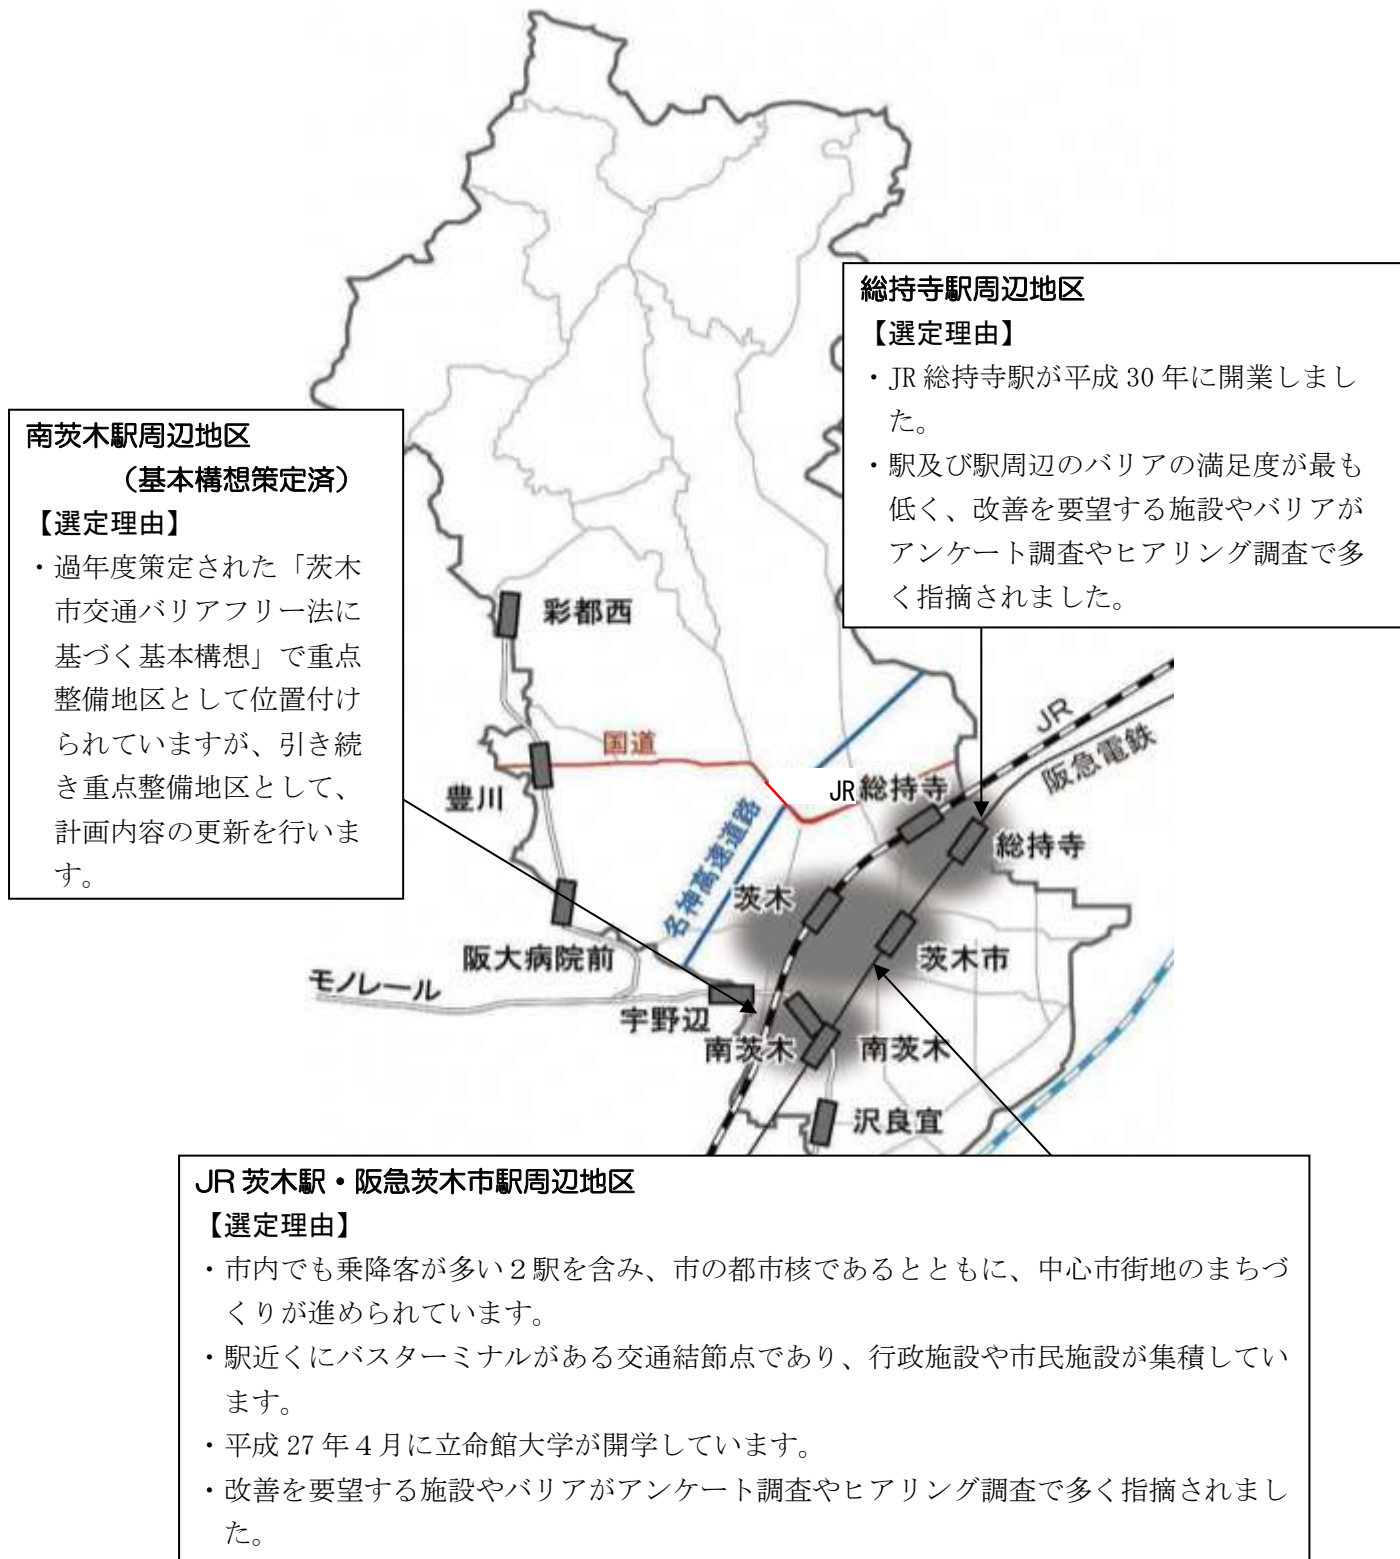 総持寺駅周辺地区
【選定理由】
・JR 総持寺駅が平成 30 年に開業しまし
た。
・駅及び駅周辺のバリアの満足度が最も
低く、改善を要望する施設やバリアが
アンケート調査やヒアリング調査で多
く指摘されました。
南茨木駅周辺地区
（基本構想策定済）
【選定理由】
・過年度策定された「茨木
市交通バリアフリー法に
基づく基本構想」で重点
整備地区として位置付け
られていますが、引き続
き重点整備地区として、
計画内容の更新を行いま
す。
彩都西
国道
豊川
JR
阪急電鉄
JR総持寺
総持寺
名神高速道路
茨木
茨木市
阪大病院前
モノレール
宇野辺
南茨木
南茨木
沢良宜
JR 茨木駅・阪急茨木市駅周辺地区
【選定理由】
・市内でも乗降客が多い２駅を含み、市の都市核であるとともに、中心市街地のまちづ
くりが進められています。
・駅近くにバスターミナルがある交通結節点であり、行政施設や市民施設が集積してい
ます。
・平成 27 年４月に立命館大学が開学しています。
・改善を要望する施設やバリアがアンケート調査やヒアリング調査で多く指摘されまし
た。